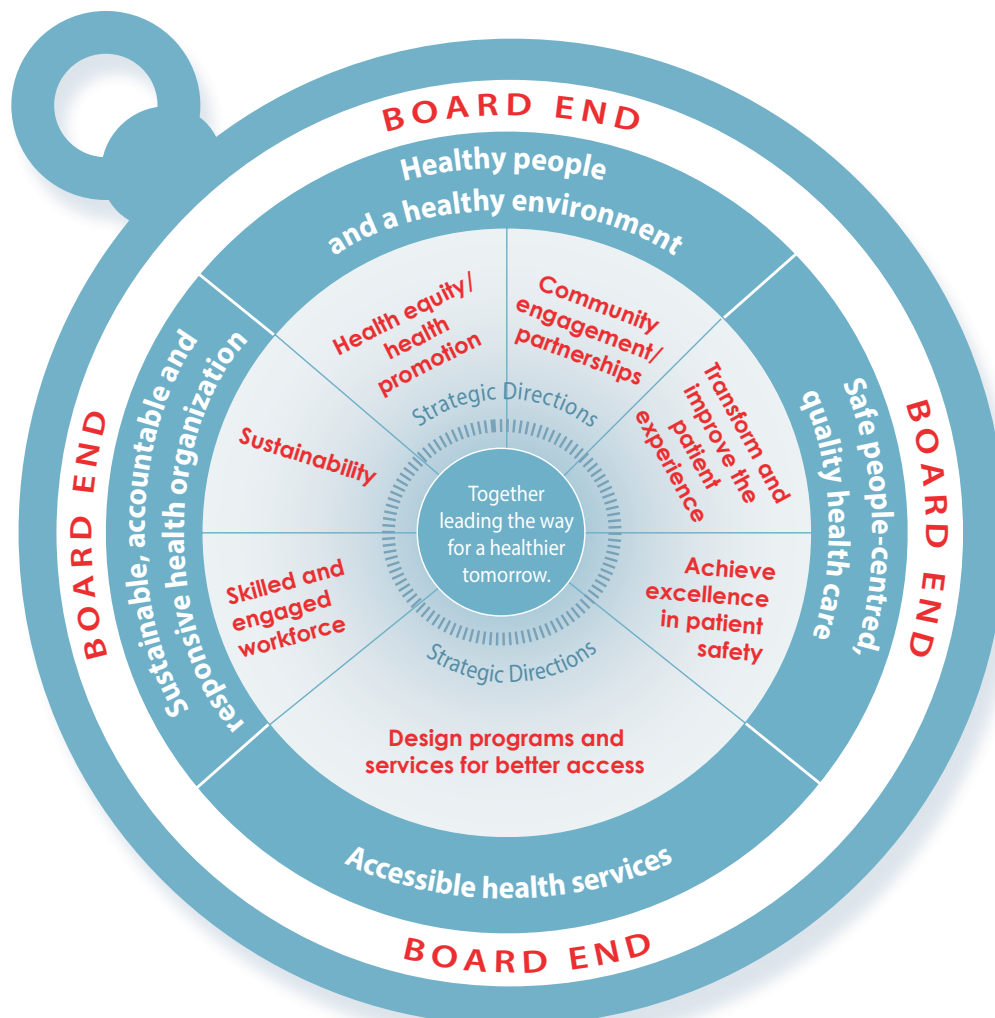 BOARD END
Healthy people
and a healthy environment
Health equity/
health
promotion
Community
engagement/
partnerships
Strategic Directions
Transform and
improve the
patient
experience
Safe people-centred,
quality health care
BOARD END
BOARD END
Sustainable, accountable and
responsive health organization
Sustainability
Together
leading the way
for a healthier
tomorrow.
Skilled and
engaged
workforce
Achieve
excellence
in patient
safety
Strategic Directions
Design programs and
services for better access
Accessible health services
BOARD END